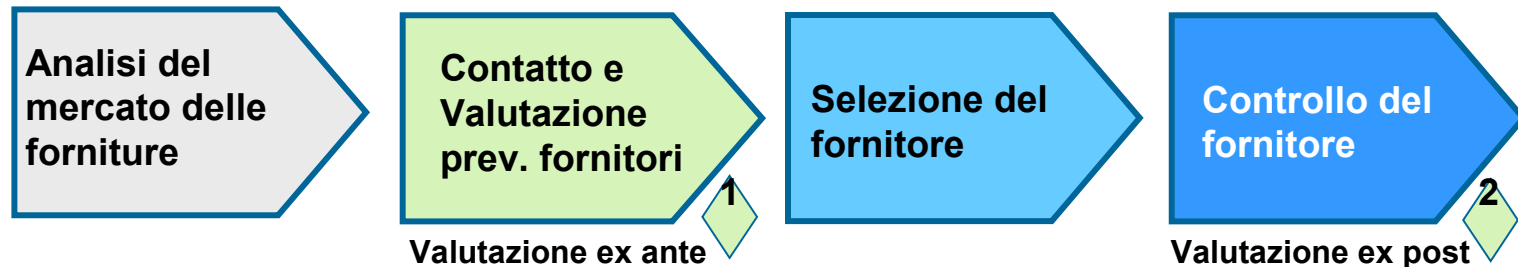 Analisi del
mercato delle
forniture
Contatto e
Valutazione
prev. fornitori
1
Valutazione ex ante
Selezione del
fornitore
Controllo del
fornitore
2
Valutazione ex post